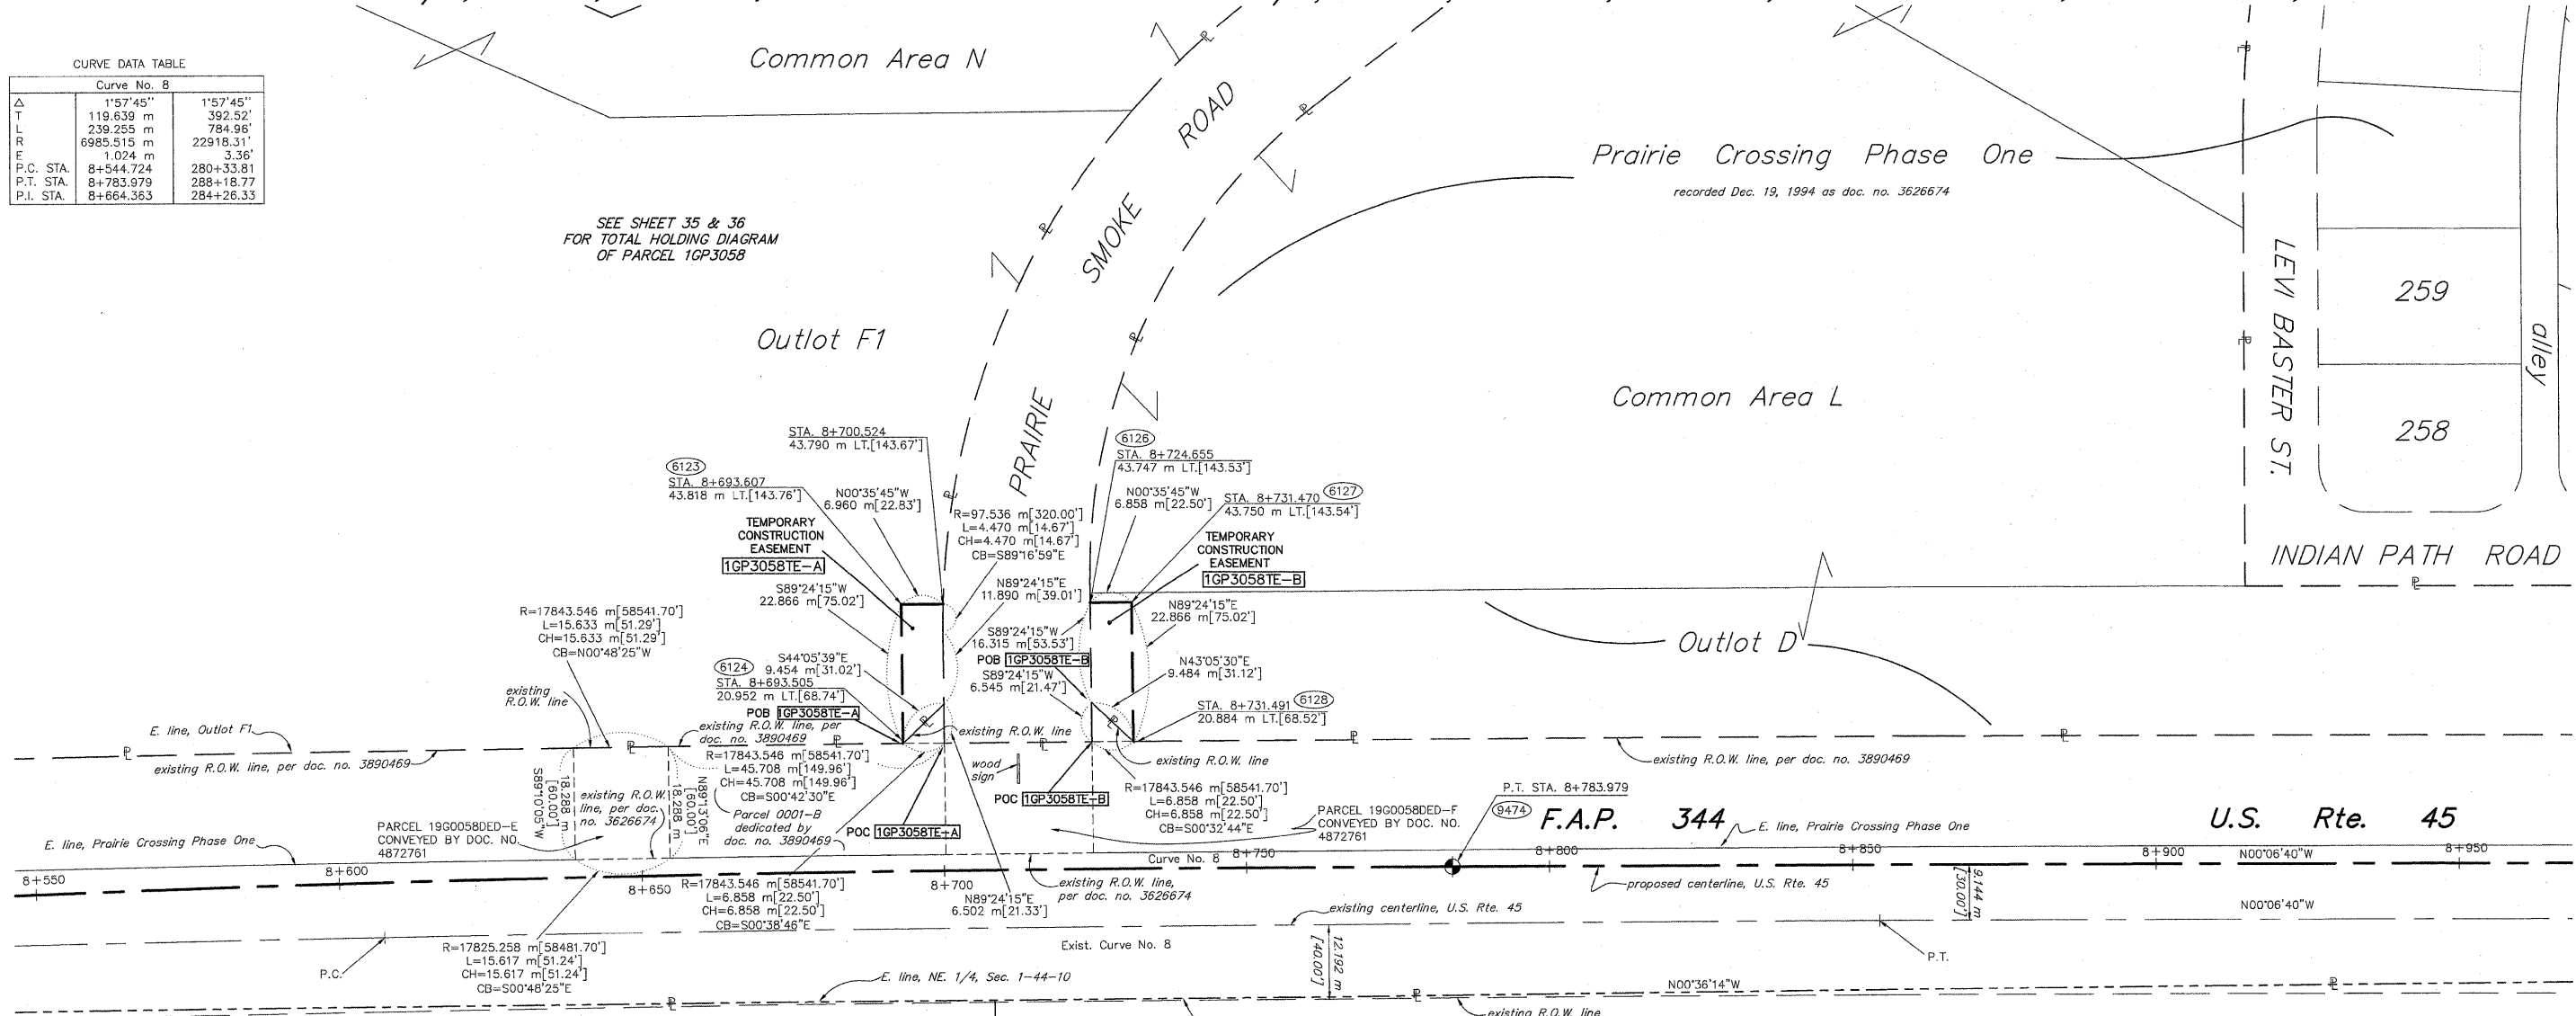 CURVE DATA TABLE
Curve No. 8
△ 1°57'45'' 1°57'45''
T 119.639 m 392.52'
L 239.255 m 784.96'
R 6985.515 m 22918.31'
E 1.024 m 3.36'
P.C. STA. 8+544.724 280+33.81
P.T. STA. 8+783.979 288+18.77
P.I. STA. 8+664.363 284+26.33
Common Area N
SEE SHEET 35 & 36
FOR TOTAL HOLDING DIAGRAM
OF PARCEL 1GP3058
Outlot F1
PRAIRIE SMOKE ROAD
Prairie Crossing Phase One
recorded Dec. 19, 1994 as doc. no. 3626674
Common Area L
LEVI BASTER ST.
259
258
alley
INDIAN PATH ROAD
Outlot D
STA. 8+700.524
43.790 m LT.[143.67']
6123
STA. 8+693.607
43.818 m LT.[143.76']
N00°35'45"W
6.960 m[22.83']
TEMPORARY
CONSTRUCTION
EASEMENT
1GP3058TE-A
R=97.536 m[320.00']
L=4.470 m[14.67']
CH=4.470 m[14.67']
CB=S89°16'59"E
6126
STA. 8+724.655
43.747 m LT.[143.53']
N00°35'45"W
6.858 m[22.50']
STA. 8+731.470 6127
43.750 m LT.[143.54']
TEMPORARY
CONSTRUCTION
EASEMENT
1GP3058TE-B
S89°24'15"W
22.866 m[75.02']
N89°24'15"E
11.890 m[39.01']
N89°24'15"E
22.866 m[75.02']
R=17843.546 m[58541.70']
L=15.633 m[51.29']
CH=15.633 m[51.29']
CB=N00°48'25"W
S89°24'15"W
16.315 m[53.53']
POB 1GP3058TE-B
S89°24'15"W
6.545 m[21.47']
S44°05'39"E
9.454 m[31.02']
6124
STA. 8+693.505
20.952 m LT.[68.74']
POB 1GP3058TE-A
N43°05'30"E
9.484 m[31.12']
STA. 8+731.491 6128
20.884 m LT.[68.52']
existing
R.O.W. line
existing R.O.W. line, per
doc. no. 3890469
existing R.O.W. line
existing R.O.W. line
E. line, Outlot F1
existing R.O.W. line, per doc. no. 3890469
existing R.O.W. line, per doc. no. 3890469
R=17843.546 m[58541.70']
L=45.708 m[149.96']
CH=45.708 m[149.96']
CB=S00°42'30"E
wood
sign
POC 1GP3058TE-B
S89°10'05"W
18.288 m
[60.00']
existing R.O.W.
line, per doc.
no. 3626674
N89°13'06"E
18.288 m
[60.00']
Parcel 0001-B
dedicated by
doc. no. 3890469
POC 1GP3058TE-A
R=17843.546 m[58541.70']
L=6.858 m[22.50']
CH=6.858 m[22.50']
CB=S00°32'44"E
PARCEL 19G0058DED-F
CONVEYED BY DOC. NO.
4872761
P.T. STA. 8+783.979
9474
F.A.P. 344
U.S. Rte. 45
PARCEL 19G0058DED-E
CONVEYED BY DOC. NO.
4872761
E. line, Prairie Crossing Phase One
E. line, Prairie Crossing Phase One
8+550
8+600
8+650
8+700
Curve No. 8
8+750
8+800
8+850
8+900
N00°06'40"W
8+950
R=17843.546 m[58541.70']
L=6.858 m[22.50']
CH=6.858 m[22.50']
CB=S00°38'46"E
N89°24'15"E
6.502 m[21.33']
existing R.O.W. line,
per doc. no. 3626674
proposed centerline, U.S. Rte. 45
9.144 m
[30.00']
existing centerline, U.S. Rte. 45
N00°06'40"W
R=17825.258 m[58481.70']
L=15.617 m[51.24']
CH=15.617 m[51.24']
CB=S00°48'25"E
P.C.
Exist. Curve No. 8
12.192 m
[40.00']
P.T.
E. line, NE. 1/4, Sec. 1-44-10
N00°36'14"W
existing R.O.W. line